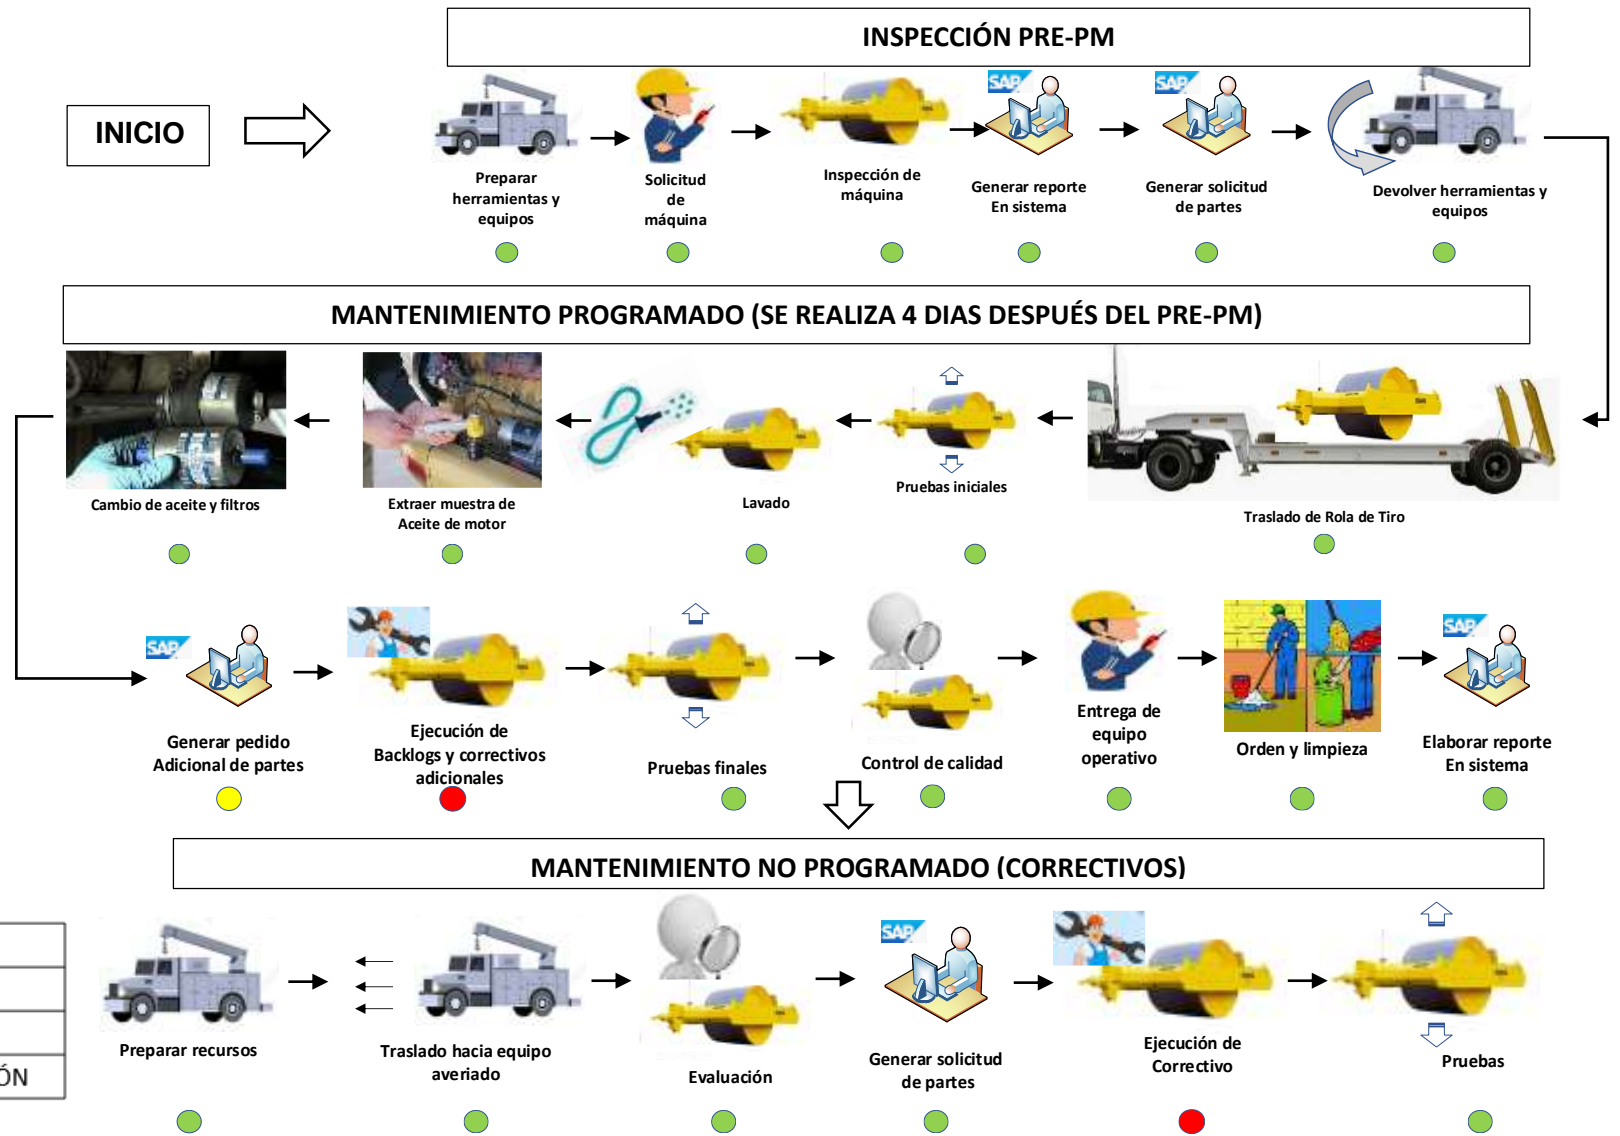 INSPECCIÓN PRE-PM
INICIO
SAP
SAP
Preparar
herramientas y
equipos
Solicitud
de
máquina
Inspección de
máquina
Generar reporte
En sistema
Generar solicitud
de partes
Devolver herramientas y
equipos
MANTENIMIENTO PROGRAMADO (SE REALIZA 4 DIAS DESPUÉS DEL PRE-PM)
Cambio de aceite y filtros
Extraer muestra de
Aceite de motor
Lavado
Pruebas iniciales
Traslado de Rola de Tiro
SAP
SAP
Generar pedido
Adicional de partes
Ejecución de
Backlogs y correctivos
adicionales
Pruebas finales
Control de calidad
Entrega de
equipo
operativo
Orden y limpieza
Elaborar reporte
En sistema
MANTENIMIENTO NO PROGRAMADO (CORRECTIVOS)
SAP
ÓN
Preparar recursos
Traslado hacia equipo
averiado
Evaluación
Generar solicitud
de partes
Ejecución de
Correctivo
Pruebas